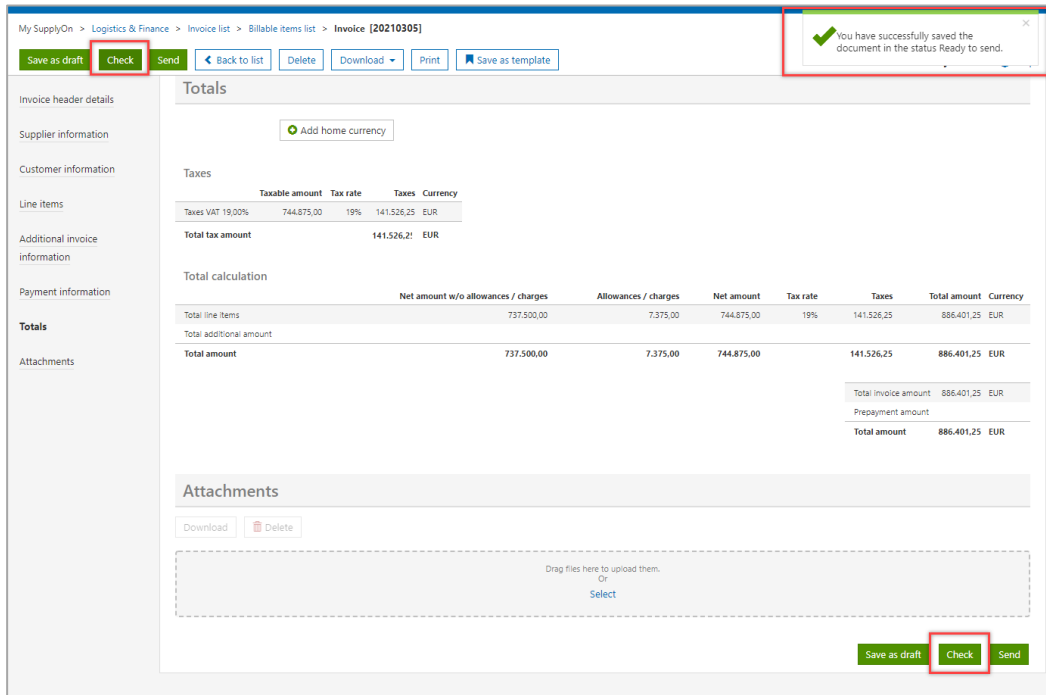 My SupplyOn > Logistics & Finance > Invoice list > Billable items list > Invoice [20210305]
You have successfully saved the
document in the status Ready to send.
×
Save as draft Check Send Back to list Delete Download Print Save as template
Invoice header details
Supplier information
Customer information
Line items
Additional invoice
information
Payment information
Totals
Attachments
Totals
Add home currency
Taxes
Taxable amount Tax rate Taxes Currency
Taxes VAT 19,00% 744.875,00 19% 141.526,25 EUR
Total tax amount 141.526,2 EUR
Total calculation
Net amount w/o allowances / charges Allowances / charges Net amount Tax rate Taxes Total amount Currency
Total line items 737.500,00 7.375,00 744.875,00 19% 141.526,25 886.401,25 EUR
Total additional amount
Total amount 737.500,00 7.375,00 744.875,00 141.526,25 886.401,25 EUR
Total invoice amount 886.401,25 EUR
Prepayment amount
Total amount 886.401,25 EUR
Attachments
Download Delete
Drag files here to upload them.
Or
Select
Save as draft Check Send